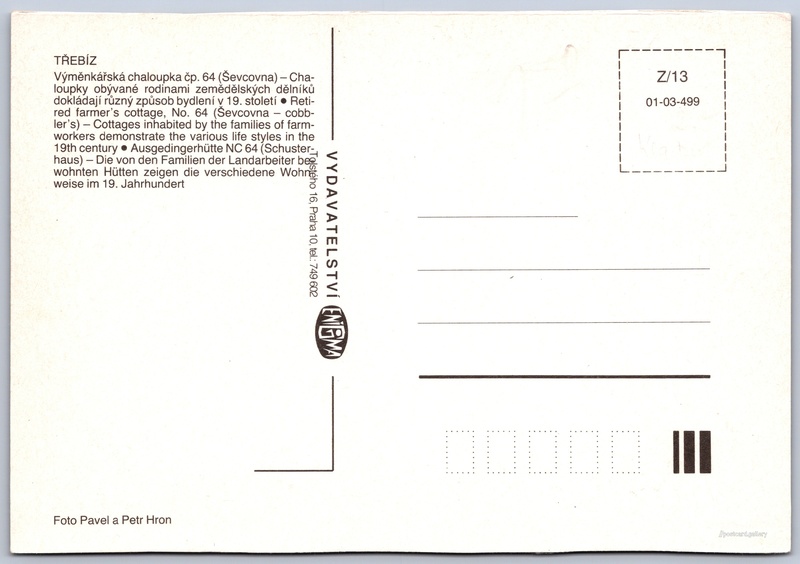 TŘEBÍZ
Výměnkářská chaloupka čp. 64 (Ševcovna) – Cha-
loupky obývané rodinami zemědělských dělníků
dokládají různý způsob bydlení v 19. století ● Reti-
red farmer's cottage, No. 64 (Ševcovna – cobb-
ler's) – Cottages inhabited by the families of farm-
workers demonstrate the various life styles in the
19th century ● Ausgedingerhütte NC 64 (Schuster-
haus) – Die von den Familien der Landarbeiter be-
wohnten Hütten zeigen die verschiedene Wohn-
weise im 19. Jahrhundert
VYDAVATELSTVÍ
ENIGMA
Tolstého 16, Praha 10, tel.: 749 602
Z/13
01-03-499
Foto Pavel a Petr Hron